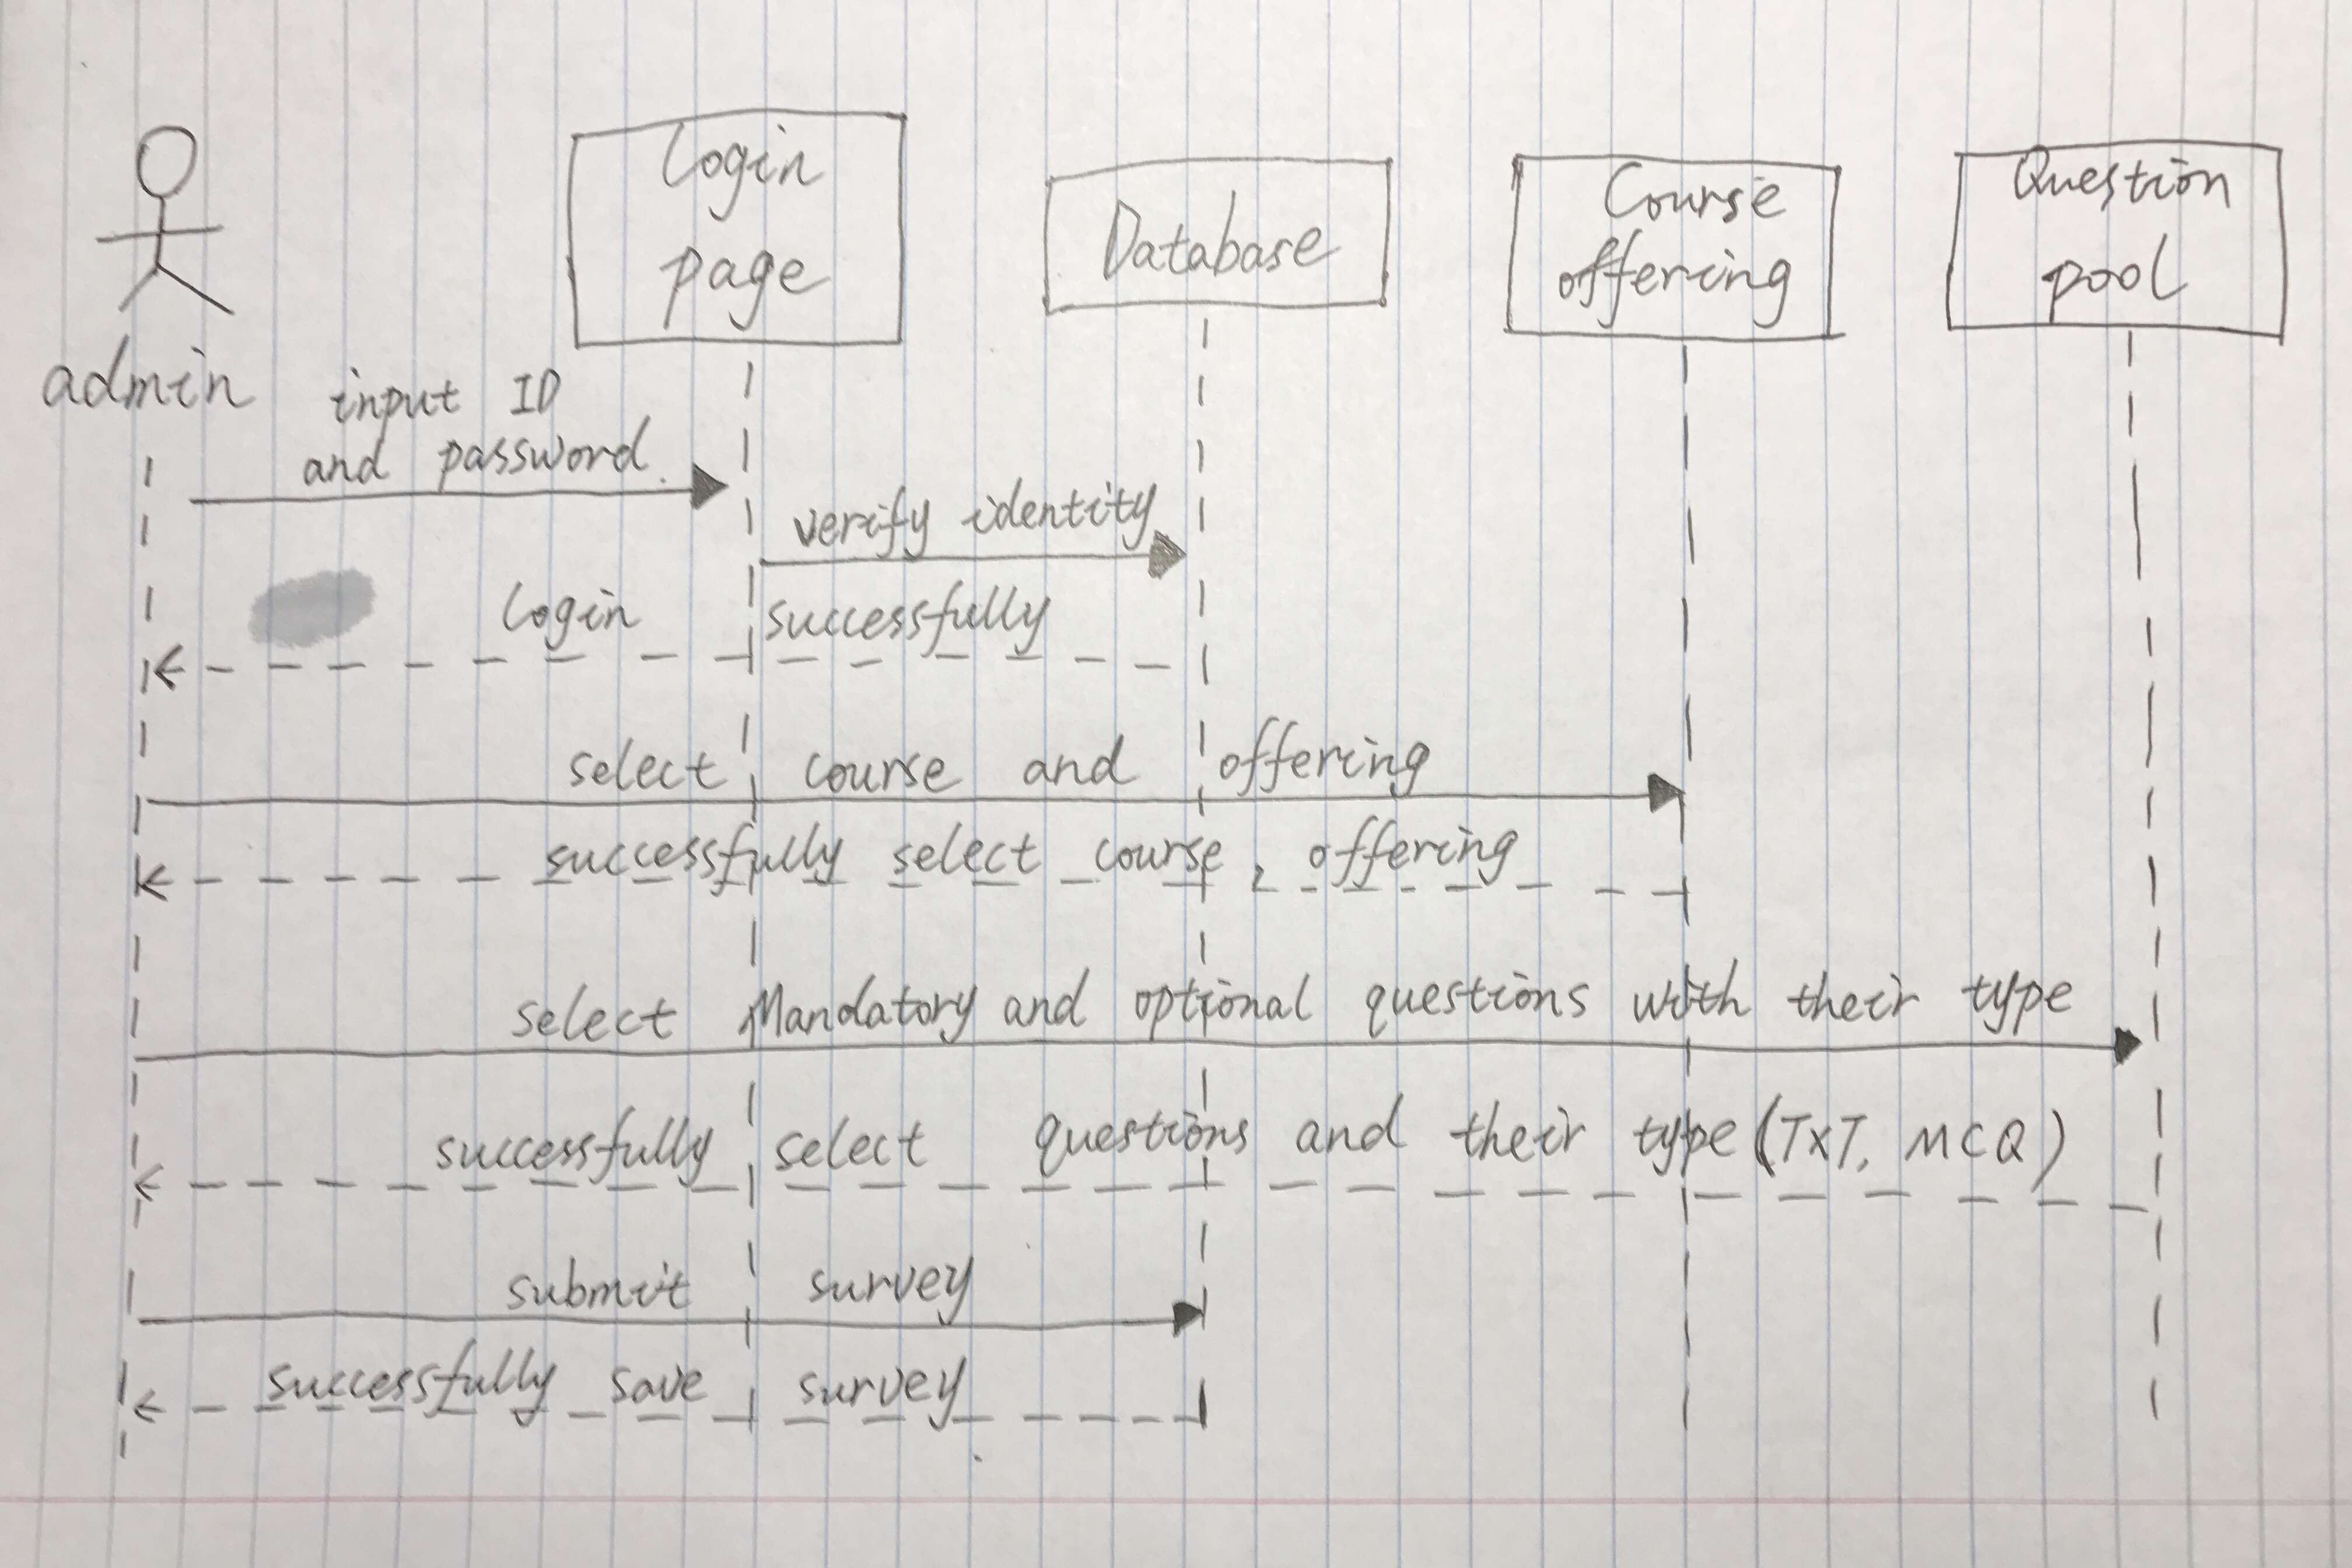 Login
page
Database
Course
offering
Question
pool
admin
input ID
and password.
verify identity
Login successfully
select course and offering
successfully select course, offering
select Mandatory and optional questions with their type
successfully select questions and their type (TXT, MCQ)
submit survey
successfully save survey